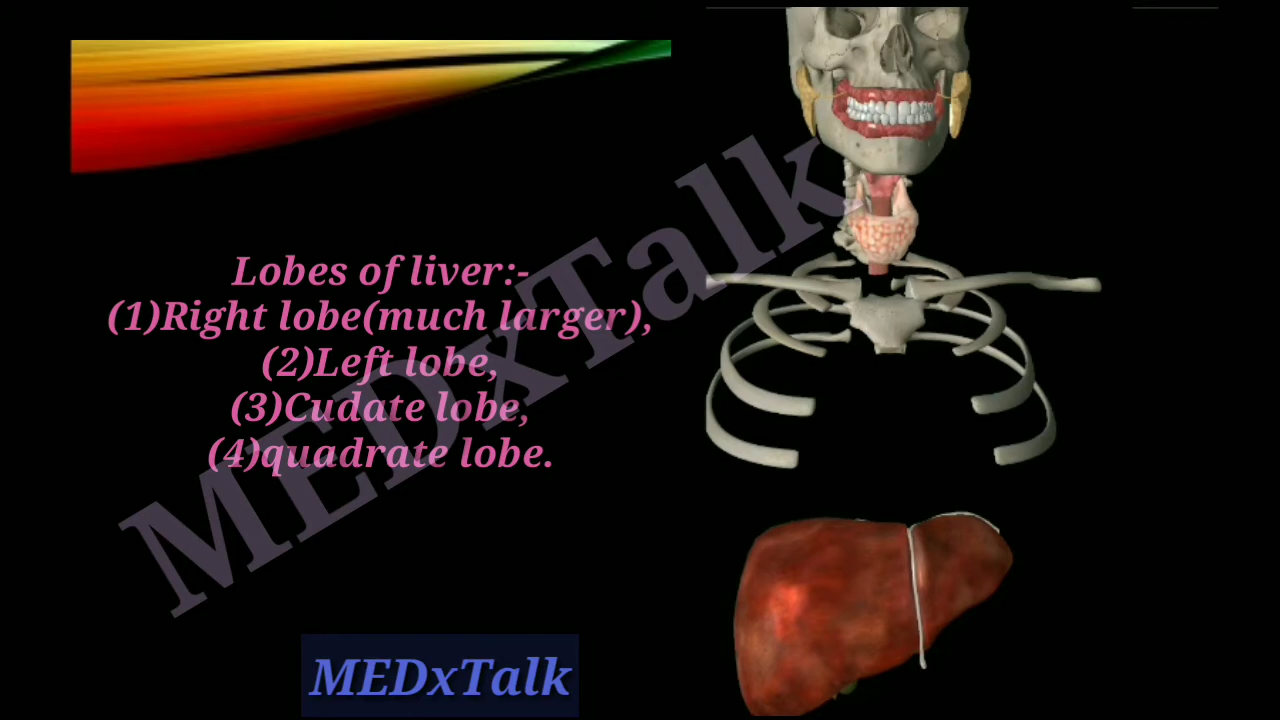 Lobes of liver:-
(1)Right lobe(much larger),
(2)Left lobe,
(3)Cudate lobe,
(4)quadrate lobe.
MEDxTalk
MEDxTalk